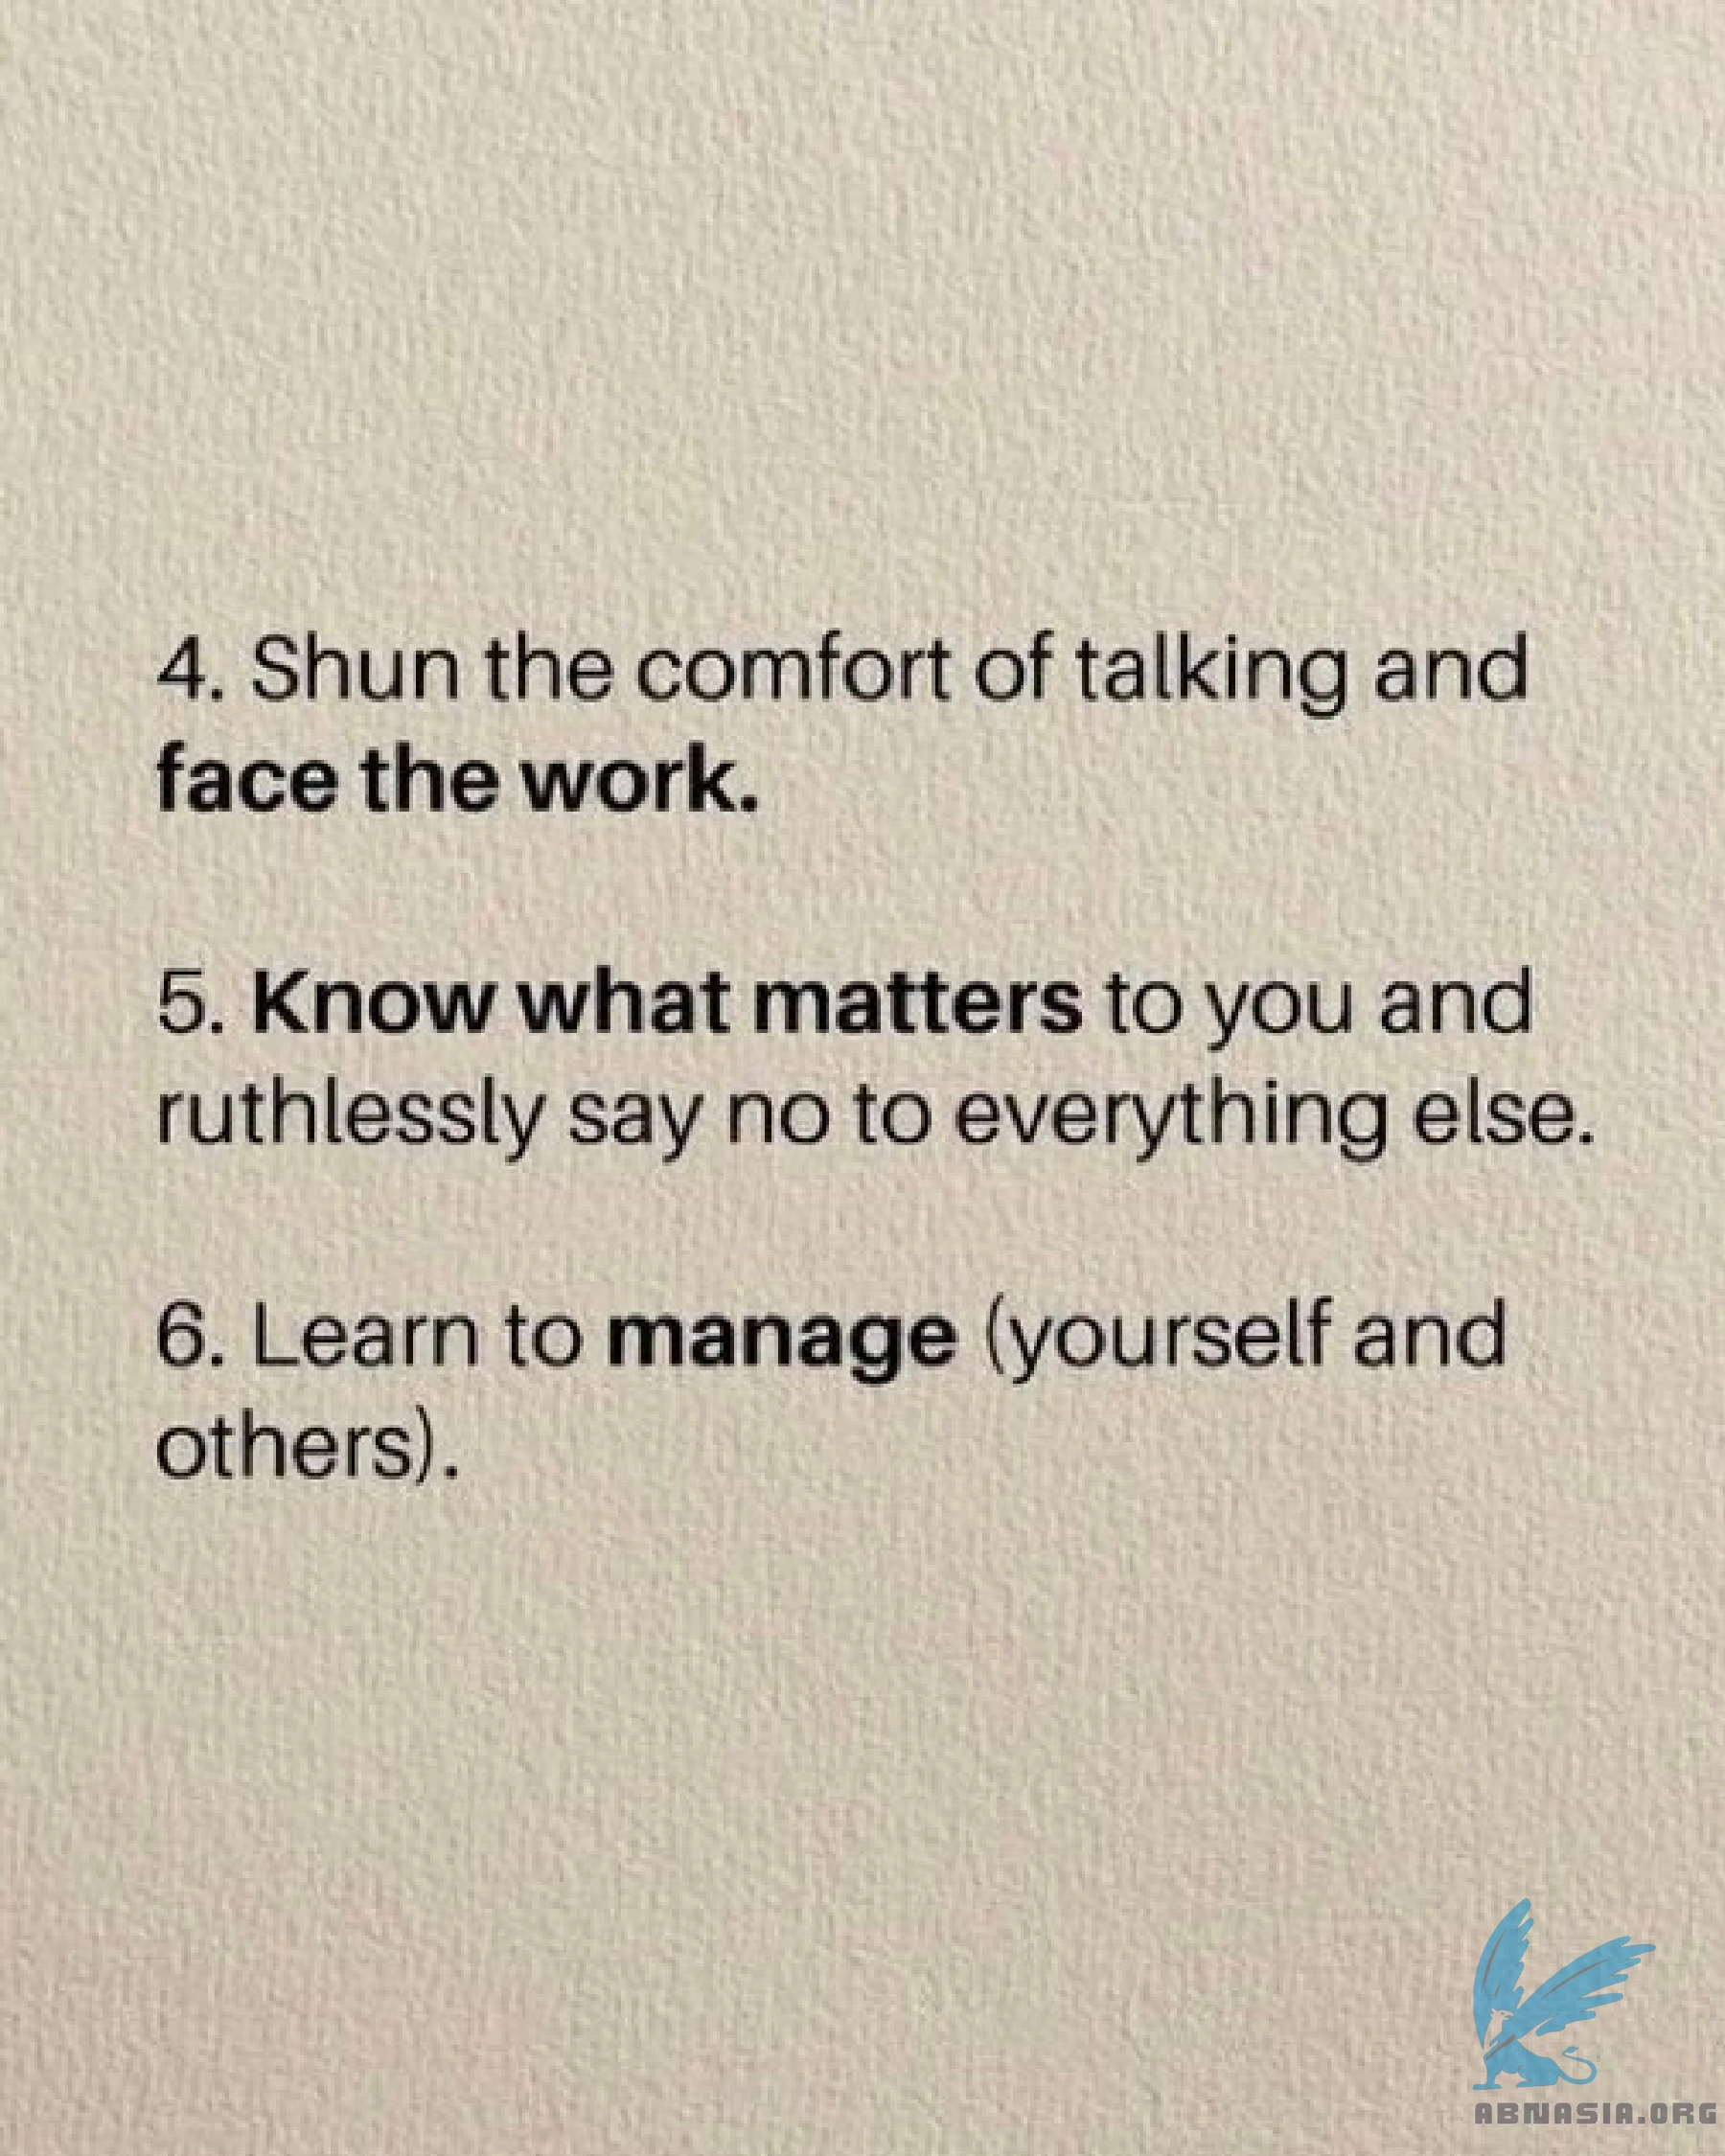 4. Shun the comfort of talking and
face the work.
5. Know what matters to you and
ruthlessly say no to everything else.
6. Learn to manage (yourself and
others).
ABNASIA.ORG